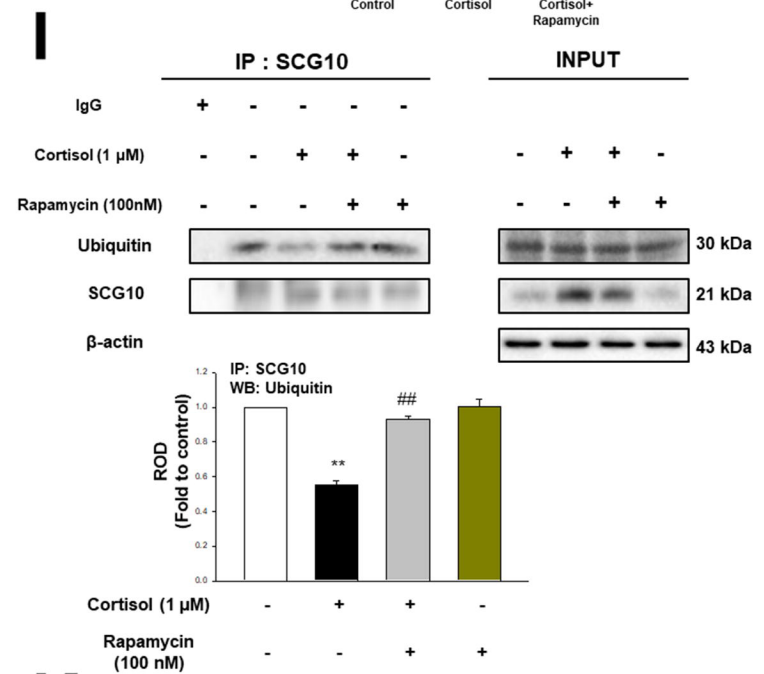 Control Cortisol Cortisol+
Rapamycin
I
IP : SCG10 INPUT
IgG + - - - -
Cortisol (1 μM) - - + + - - + + -
Rapamycin (100nM) - - - + + - - + +
Ubiquitin 30 kDa
SCG10 21 kDa
β-actin 43 kDa
IP: SCG10
WB: Ubiquitin
ROD
(Fold to control)
1.2
1.0
0.8
0.6
0.4
0.2
0.0
**
##
Cortisol (1 μM) - + + -
Rapamycin
(100 nM) - - + +